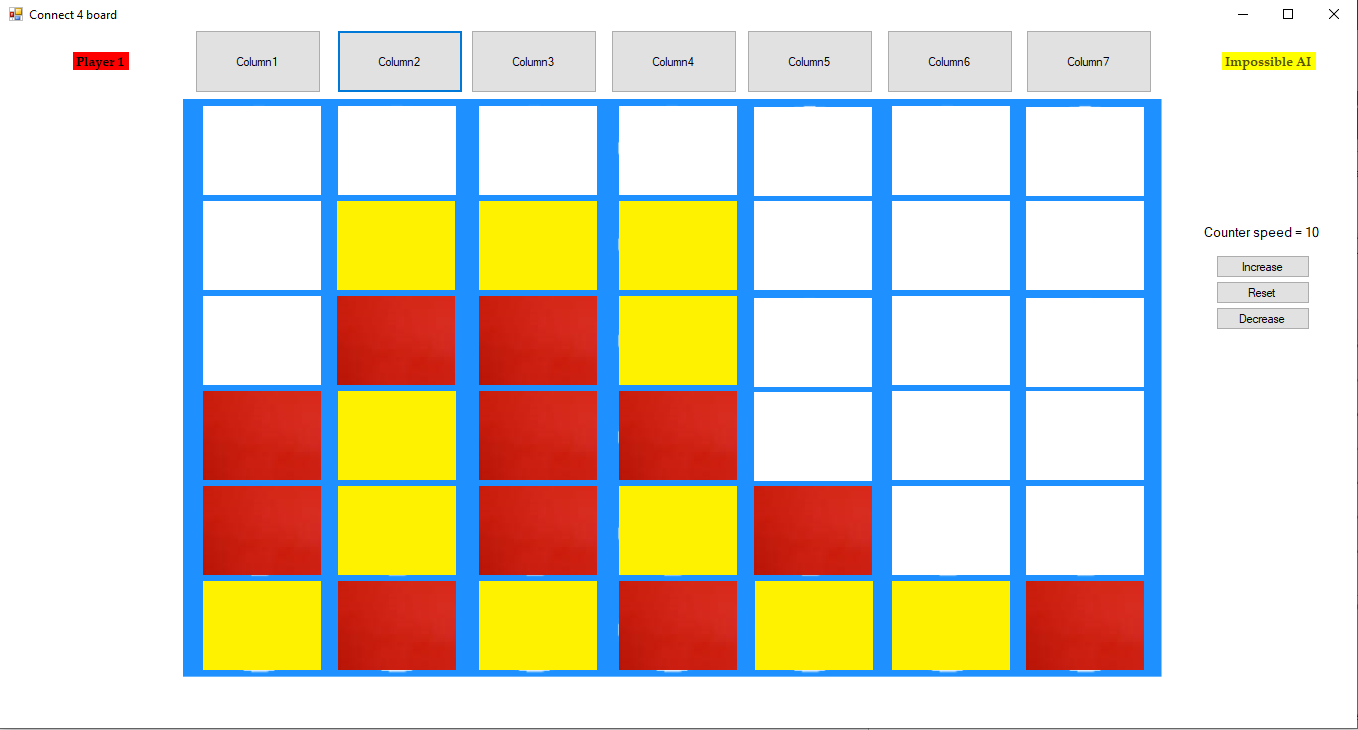 Connect 4 board
Player 1
Column1
Column2
Column3
Column4
Column5
Column6
Column7
Impossible AI
Counter speed = 10
Increase
Reset
Decrease